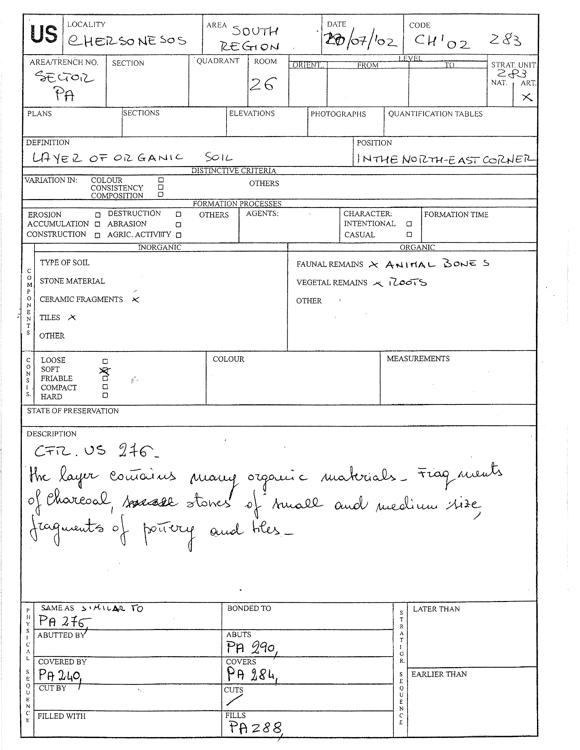 US
LOCALITY
CHERSONESOS
AREA SOUTH
REGION
DATE
20/07/'02
CODE
CH'02 283
AREA/TRENCH NO.
SECTOR
PA
SECTION
QUADRANT
ROOM
26
LEVEL
ORIENT. FROM TO
STRAT. UNIT
283
NAT. ART.
X
PLANS SECTIONS ELEVATIONS PHOTOGRAPHS QUANTIFICATION TABLES
DEFINITION
LAYER OF ORGANIC SOIL
POSITION
IN THE NORTH-EAST CORNER
DISTINCTIVE CRITERIA
VARIATION IN: COLOUR
CONSISTENCY
COMPOSITION
OTHERS
FORMATION PROCESSES
EROSION DESTRUCTION OTHERS
ACCUMULATION ABRASION
CONSTRUCTION AGRIC. ACTIVITY
AGENTS:
CHARACTER:
INTENTIONAL
CASUAL
FORMATION TIME
COMPONENTS
INORGANIC
TYPE OF SOIL
STONE MATERIAL
CERAMIC FRAGMENTS X
TILES X
OTHER
ORGANIC
FAUNAL REMAINS X ANIMAL BONES
VEGETAL REMAINS X ROOTS
OTHER
CONSIS.
LOOSE
SOFT X
FRIABLE
COMPACT
HARD
COLOUR
MEASUREMENTS
STATE OF PRESERVATION
DESCRIPTION
CFR. US 276-
the layer contains many organic materials_ Fragments
of charcoal, stones of small and medium size,
fragments of pottery and tiles_
PHYSICAL SEQUENCE
SAME AS SIMILAR TO
PA 276,
BONDED TO
ABUTTED BY
ABUTS
PA 290,
COVERED BY
PA 240,
COVERS
PA 284,
CUT BY
CUTS
/
FILLED WITH
FILLS
PA 288,
STRATIGR. SEQUENCE
LATER THAN
EARLIER THAN